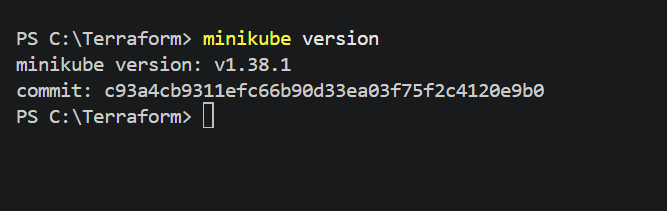 PS C:\Terraform> minikube version
minikube version: v1.38.1
commit: c93a4cb9311efc66b90d33ea03f75f2c4120e9b0
PS C:\Terraform>